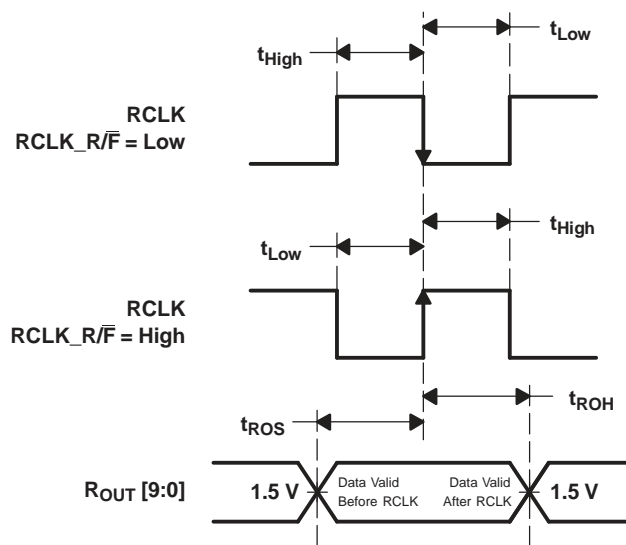 tLow
tHigh
RCLK
RCLK_R/F̅ = Low
tHigh
tLow
RCLK
RCLK_R/F̅ = High
tROH
tROS
ROUT [9:0]
1.5 V
Data Valid
Before RCLK
Data Valid
After RCLK
1.5 V